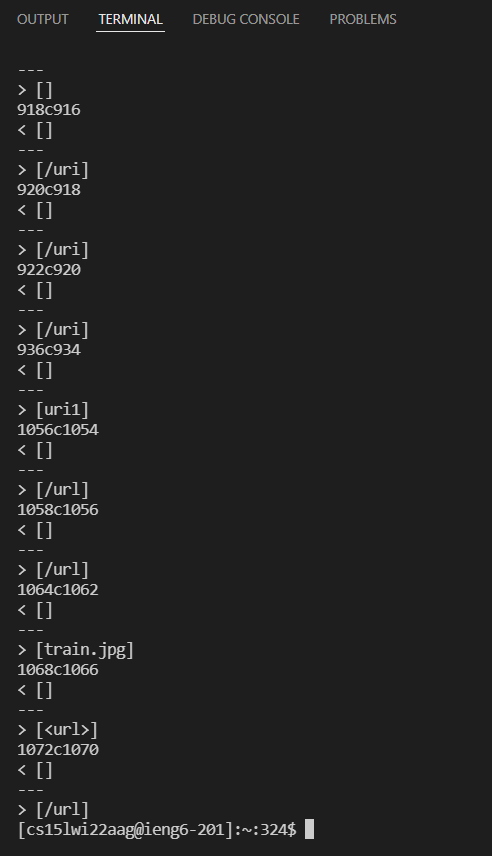 OUTPUT TERMINAL DEBUG CONSOLE PROBLEMS
---
> []
918c916
< []
---
> [/uri]
920c918
< []
---
> [/uri]
922c920
< []
---
> [/uri]
936c934
< []
---
> [uri1]
1056c1054
< []
---
> [/url]
1058c1056
< []
---
> [/url]
1064c1062
< []
---
> [train.jpg]
1068c1066
< []
---
> [<url>]
1072c1070
< []
---
> [/url]
[cs15lwi22aag@ieng6-201]:~:324$